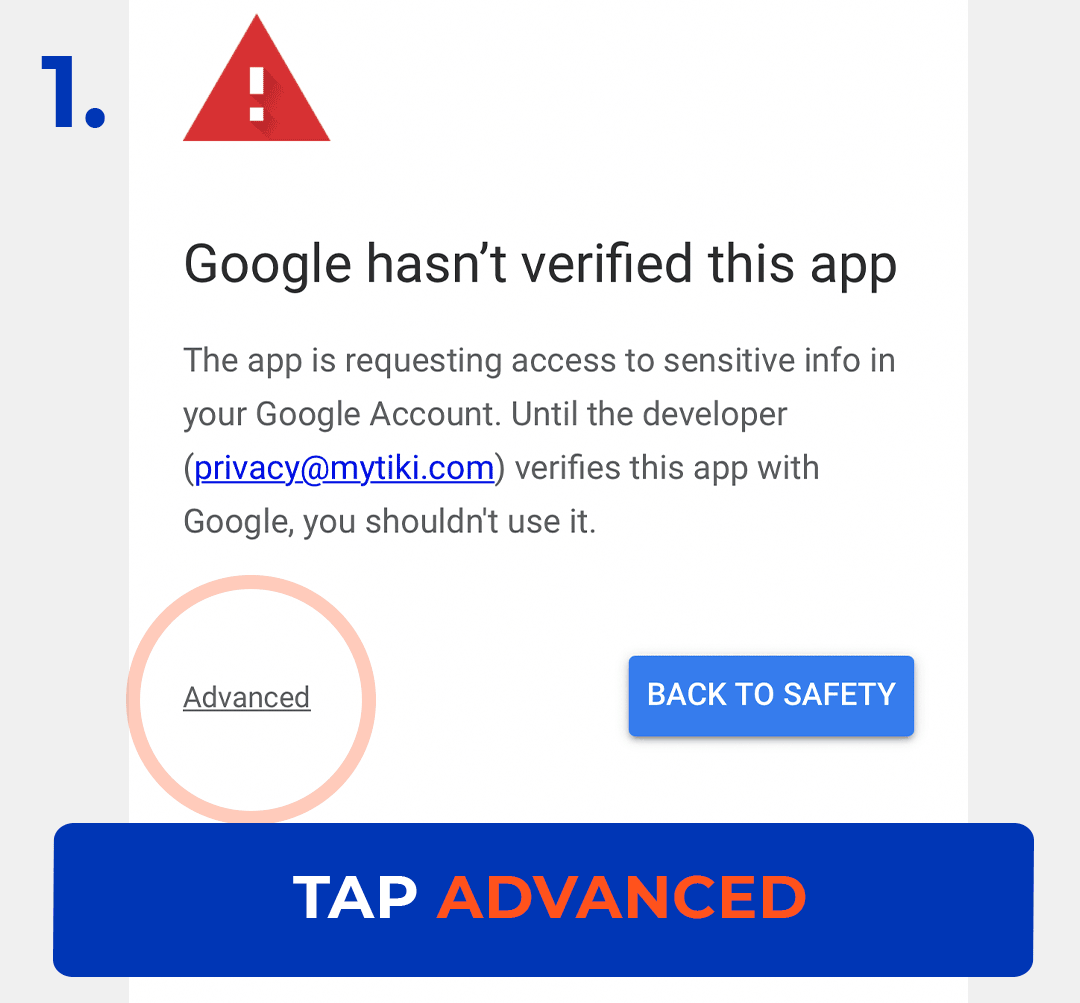 1.
Google hasn’t verified this app
The app is requesting access to sensitive info in
your Google Account. Until the developer
(privacy@mytiki.com) verifies this app with
Google, you shouldn't use it.
Advanced
BACK TO SAFETY
TAP ADVANCED